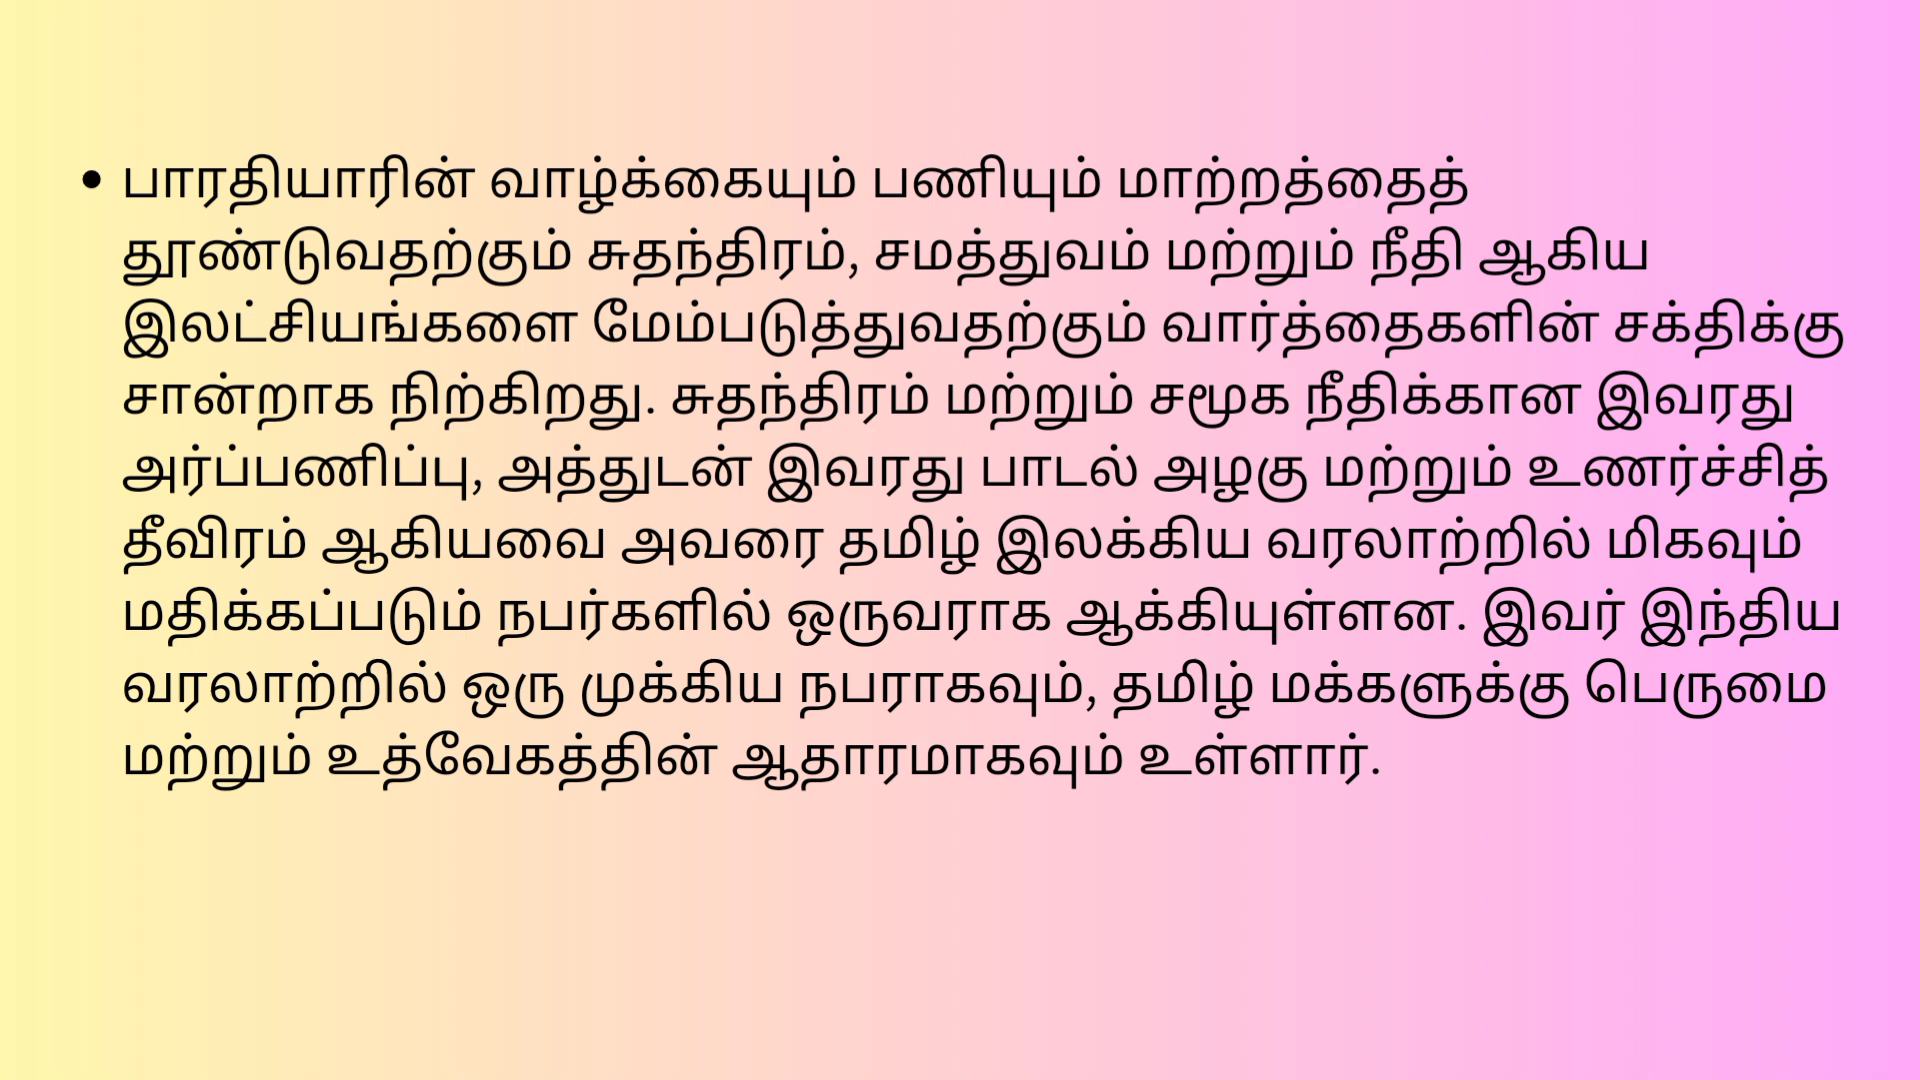 • பாரதியாரின் வாழ்க்கையும் பணியும் மாற்றத்தைத்
தூண்டுவதற்கும் சுதந்திரம், சமத்துவம் மற்றும் நீதி ஆகிய
இலட்சியங்களை மேம்படுத்துவதற்கும் வார்த்தைகளின் சக்திக்கு
சான்றாக நிற்கிறது. சுதந்திரம் மற்றும் சமூக நீதிக்கான இவரது
அர்ப்பணிப்பு, அத்துடன் இவரது பாடல் அழகு மற்றும் உணர்ச்சித்
தீவிரம் ஆகியவை அவரை தமிழ் இலக்கிய வரலாற்றில் மிகவும்
மதிக்கப்படும் நபர்களில் ஒருவராக ஆக்கியுள்ளன. இவர் இந்திய
வரலாற்றில் ஒரு முக்கிய நபராகவும், தமிழ் மக்களுக்கு பெருமை
மற்றும் உத்வேகத்தின் ஆதாரமாகவும் உள்ளார்.